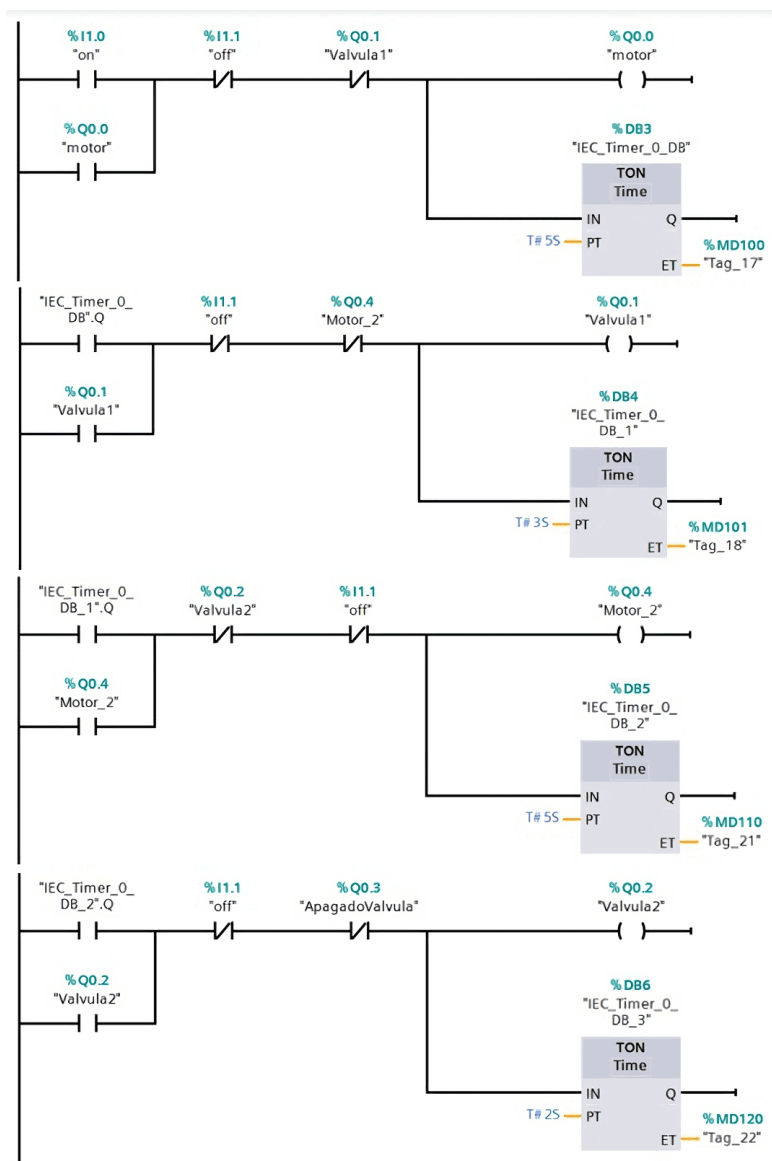 %I1.0 %I1.1 %Q0.1 %Q0.0
"on" "off" "Valvula1" "motor"
%Q0.0 %DB3
"motor" "IEC_Timer_0_DB"
TON
Time
IN Q
T#5S PT %MD100
ET "Tag_17"
"IEC_Timer_0_ %I1.1 %Q0.4 %Q0.1
DB".Q "off" "Motor_2" "Valvula1"
%Q0.1 %DB4
"Valvula1" "IEC_Timer_0_
DB_1"
TON
Time
IN Q
T#3S PT %MD101
ET "Tag_18"
"IEC_Timer_0_ %Q0.2 %I1.1 %Q0.4
DB_1".Q "Valvula2" "off" "Motor_2"
%Q0.4 %DB5
"Motor_2" "IEC_Timer_0_
DB_2"
TON
Time
IN Q
T#5S PT %MD110
ET "Tag_21"
"IEC_Timer_0_ %I1.1 %Q0.3 %Q0.2
DB_2".Q "off" "ApagadoValvula" "Valvula2"
%Q0.2 %DB6
"Valvula2" "IEC_Timer_0_
DB_3"
TON
Time
IN Q
T#2S PT %MD120
ET "Tag_22"